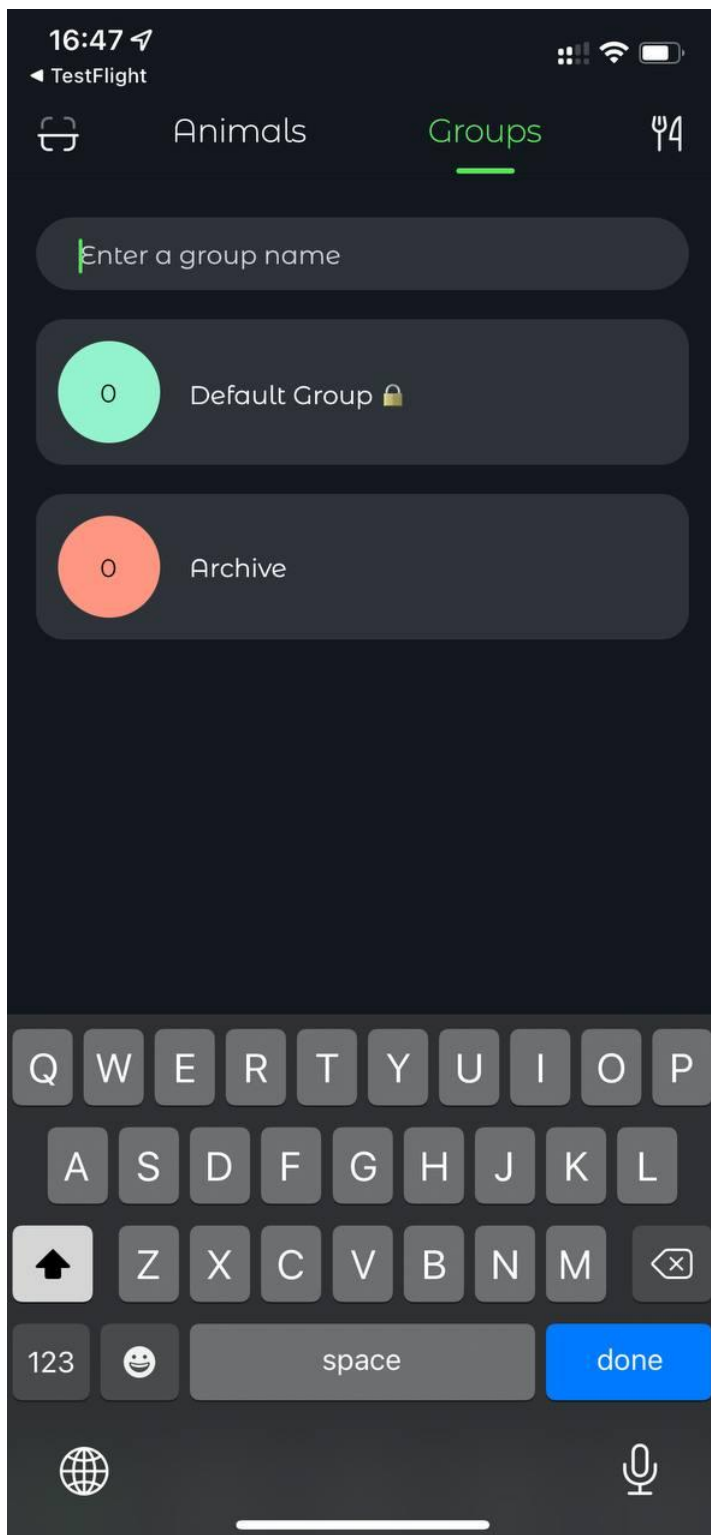 16:47
◀ TestFlight
Animals Groups
Enter a group name
0 Default Group 🔒
0 Archive
Q W E R T Y U I O P
A S D F G H J K L
Z X C V B N M
123 space done